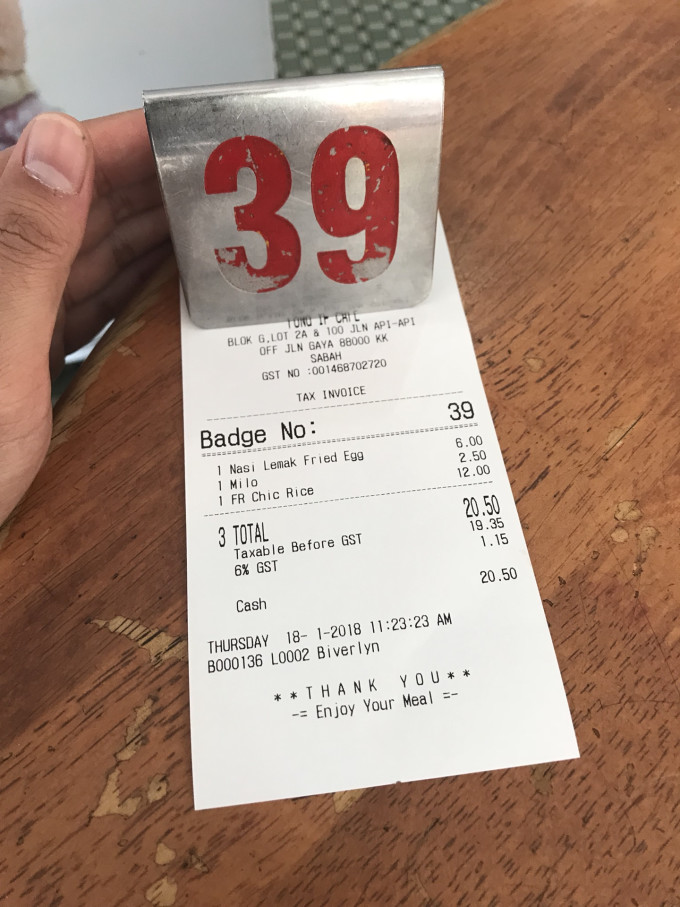 39
BLOK G,LOT 2A & 100 JLN API-API
OFF JLN GAYA 88000 KK
SABAH
GST NO :001468702720
TAX INVOICE
Badge No: 39
1 Nasi Lemak Fried Egg 6.00
1 Milo 2.50
1 FR Chic Rice 12.00
3 TOTAL 20.50
Taxable Before GST 19.35
6% GST 1.15
Cash 20.50
THURSDAY 18- 1-2018 11:23:23 AM
B000136 L0002 Biverlyn
**THANK YOU**
-= Enjoy Your Meal =-